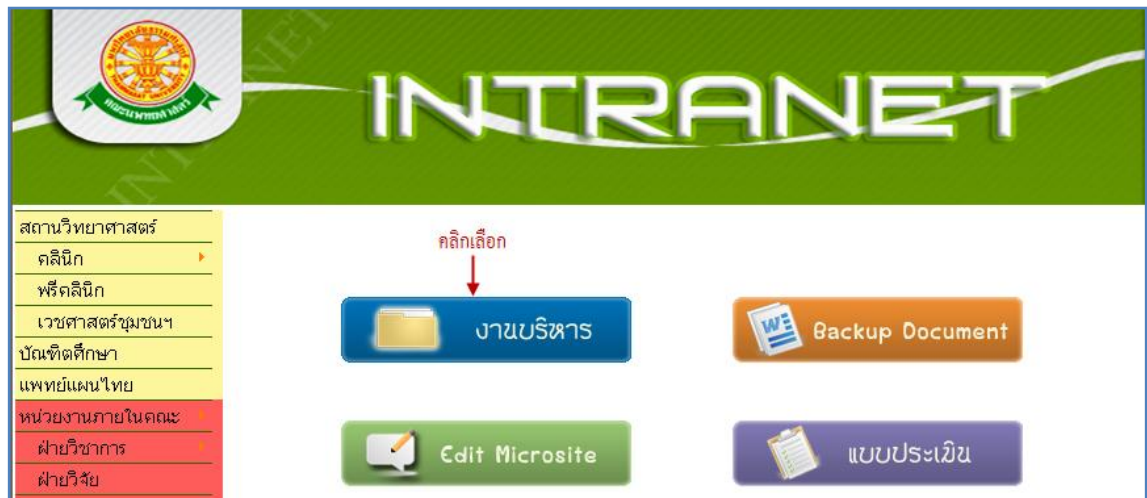 INTRANET
สถานวิทยาศาสตร์
คลินิก
พรีคลินิก
เวชศาสตร์ชุมชนฯ
บัณฑิตศึกษา
แพทย์แผนไทย
หน่วยงานภายในคณะ
ฝ่ายวิชาการ
ฝ่ายวิจัย
คลิกเลือก
งานบริหาร
Backup Document
Edit Microsite
แบบประเมิน